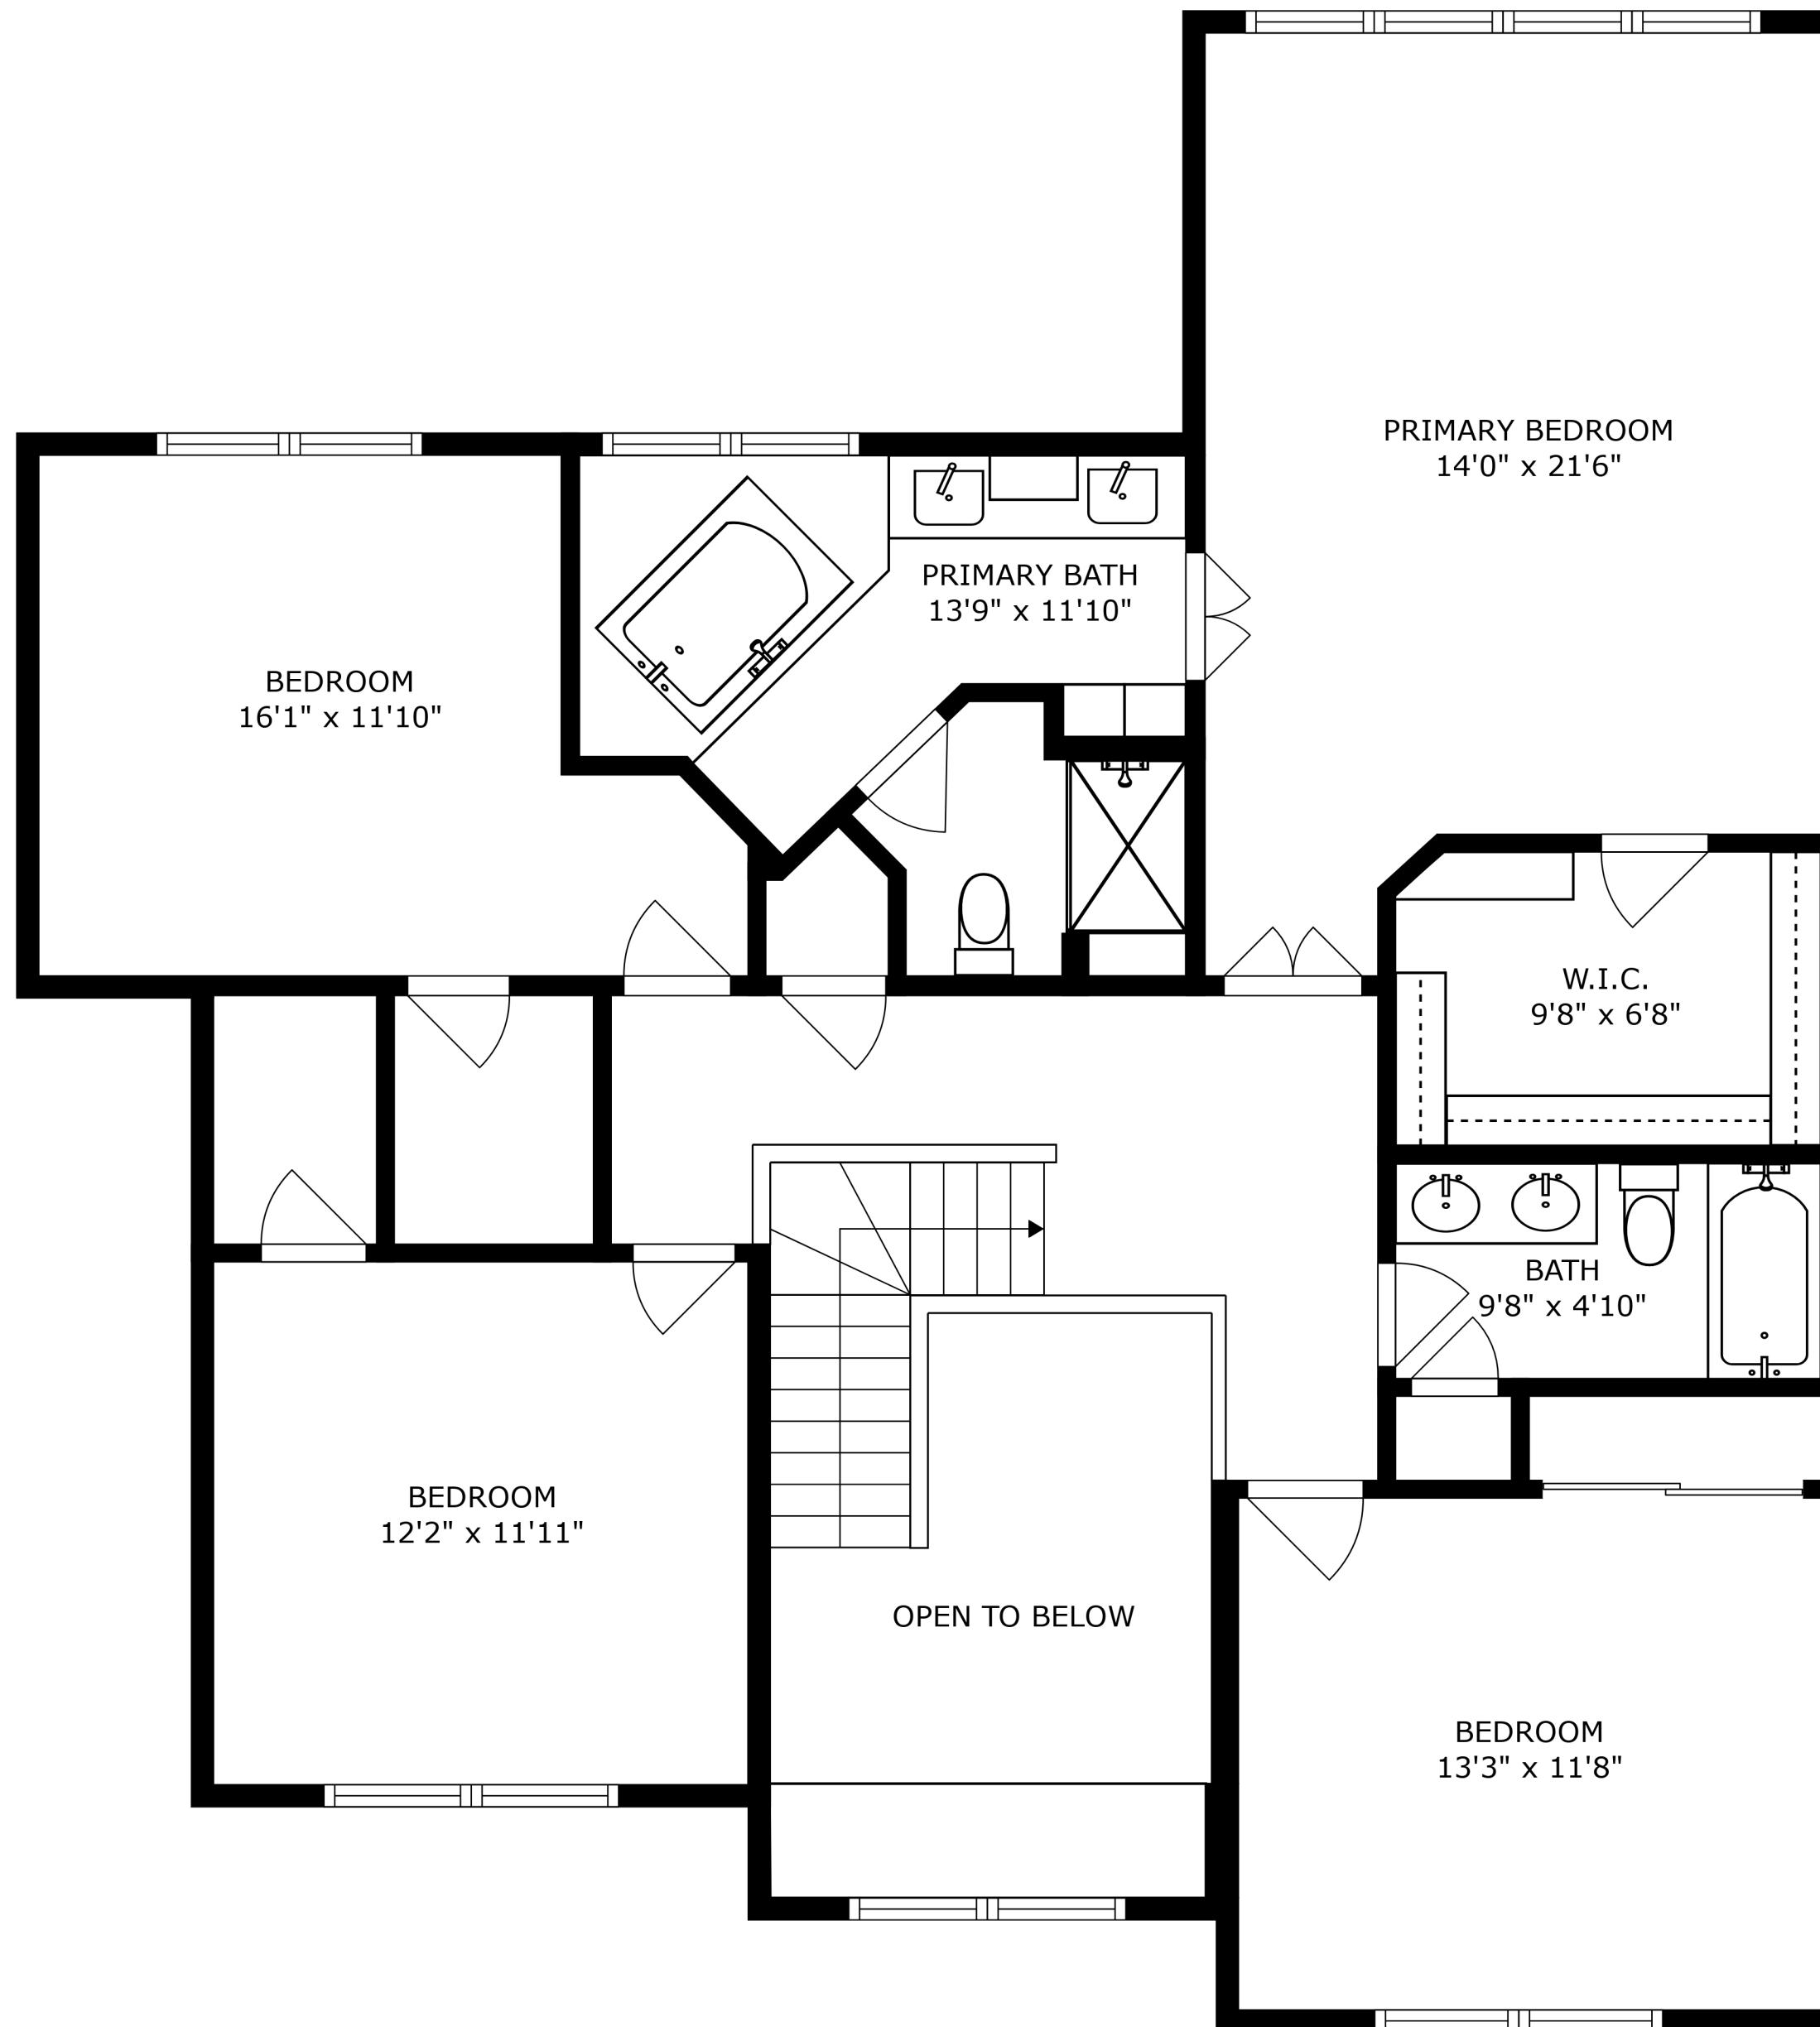 PRIMARY BEDROOM
14'0" x 21'6"
PRIMARY BATH
13'9" x 11'10"
BEDROOM
16'1" x 11'10"
W.I.C.
9'8" x 6'8"
BATH
9'8" x 4'10"
BEDROOM
12'2" x 11'11"
OPEN TO BELOW
BEDROOM
13'3" x 11'8"